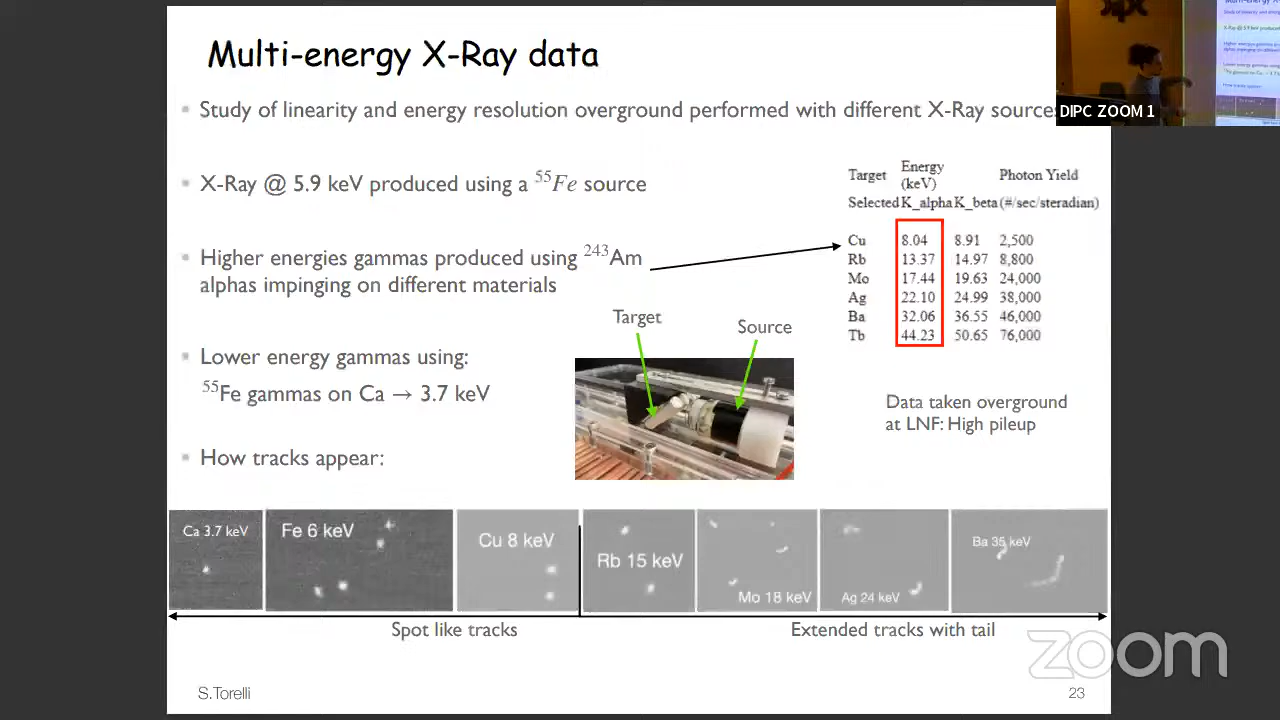 Multi-energy X-Ray data
Study of linearity and energy resolution overground performed with different X-Ray sources
DIPC ZOOM 1
X-Ray @ 5.9 keV produced using a ⁵⁵Fe source
Target Energy (keV) Photon Yield
Selected K_alpha K_beta (#/sec/steradian)
Cu 8.04 8.91 2,500
Rb 13.37 14.97 8,800
Mo 17.44 19.63 24,000
Ag 22.10 24.99 38,000
Ba 32.06 36.55 46,000
Tb 44.23 50.65 76,000
Higher energies gammas produced using ²⁴³Am
alphas impinging on different materials
Target
Source
Lower energy gammas using:
⁵⁵Fe gammas on Ca → 3.7 keV
Data taken overground
at LNF: High pileup
How tracks appear:
Ca 3.7 keV
Fe 6 keV
Cu 8 keV
Rb 15 keV
Mo 18 keV
Ag 24 keV
Ba 35 keV
Spot like tracks
Extended tracks with tail
zoom
S.Torelli
23